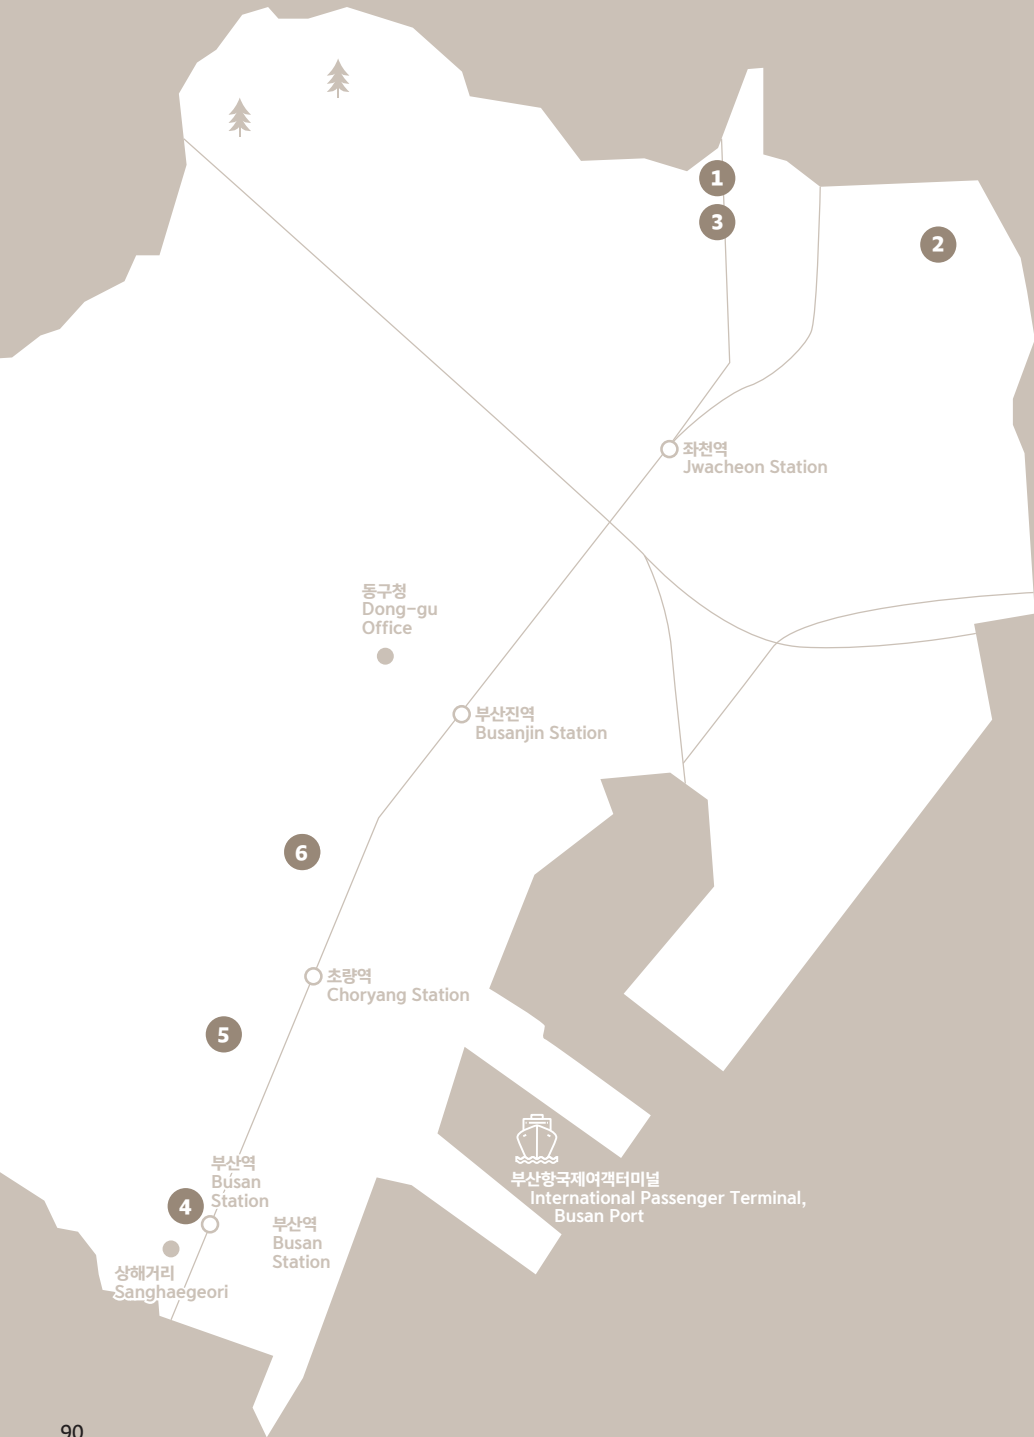 1
3
2
좌천역
Jwacheon Station
동구청
Dong-gu
Office
부산진역
Busanjin Station
6
초량역
Choryang Station
5
부산항국제여객터미널
International Passenger Terminal,
Busan Port
부산역
Busan
Station
4
부산역
Busan
Station
상해거리
Sanghaegeori
90